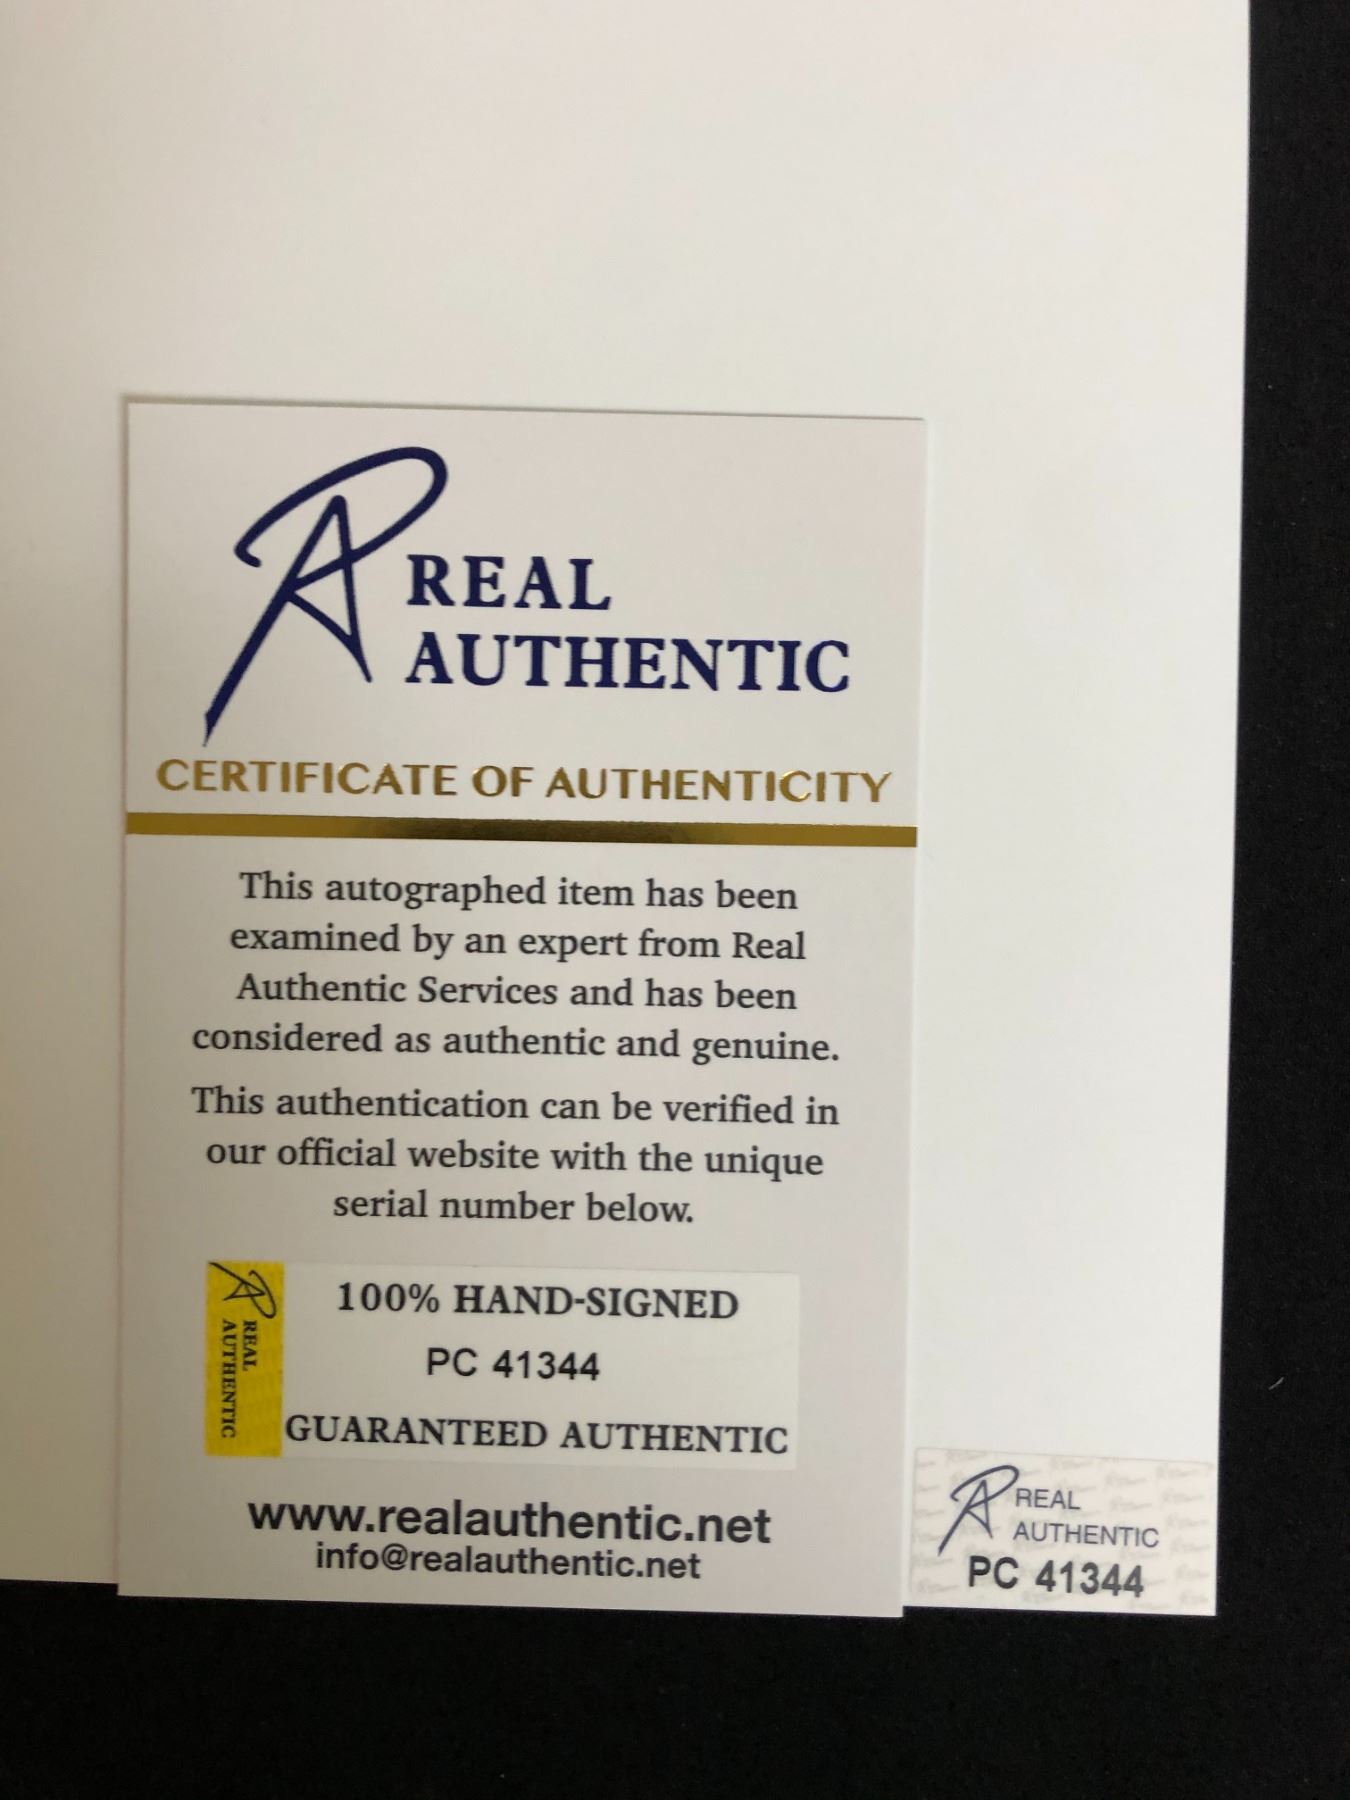 REAL
AUTHENTIC
CERTIFICATE OF AUTHENTICITY
This autographed item has been
examined by an expert from Real
Authentic Services and has been
considered as authentic and genuine.
This authentication can be verified in
our official website with the unique
serial number below.
REAL
AUTHENTIC
100% HAND-SIGNED
PC 41344
GUARANTEED AUTHENTIC
www.realauthentic.net
info@realauthentic.net
REAL
AUTHENTIC
PC 41344